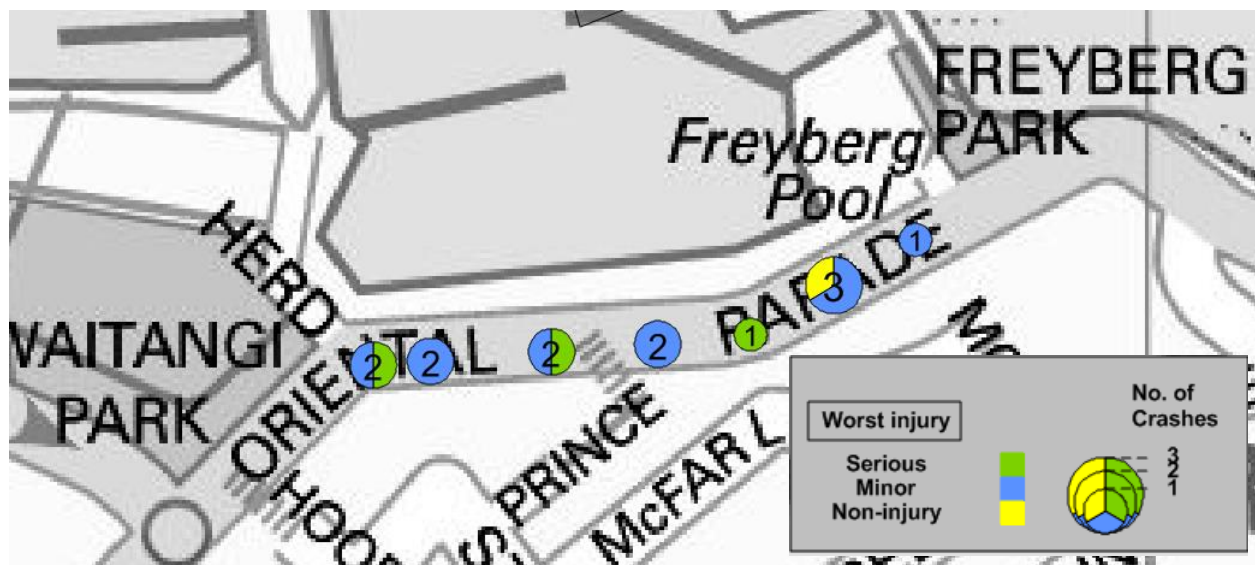 FREYBERG
PARK
Freyberg
Pool
HERD
WAITANGI
PARK
ORIENTAL
PARADE
1
3
1
2
2
2
2
PRINCE
McFAR L
No. of
Crashes
Worst injury
3
2
1
Serious
Minor
Non-injury